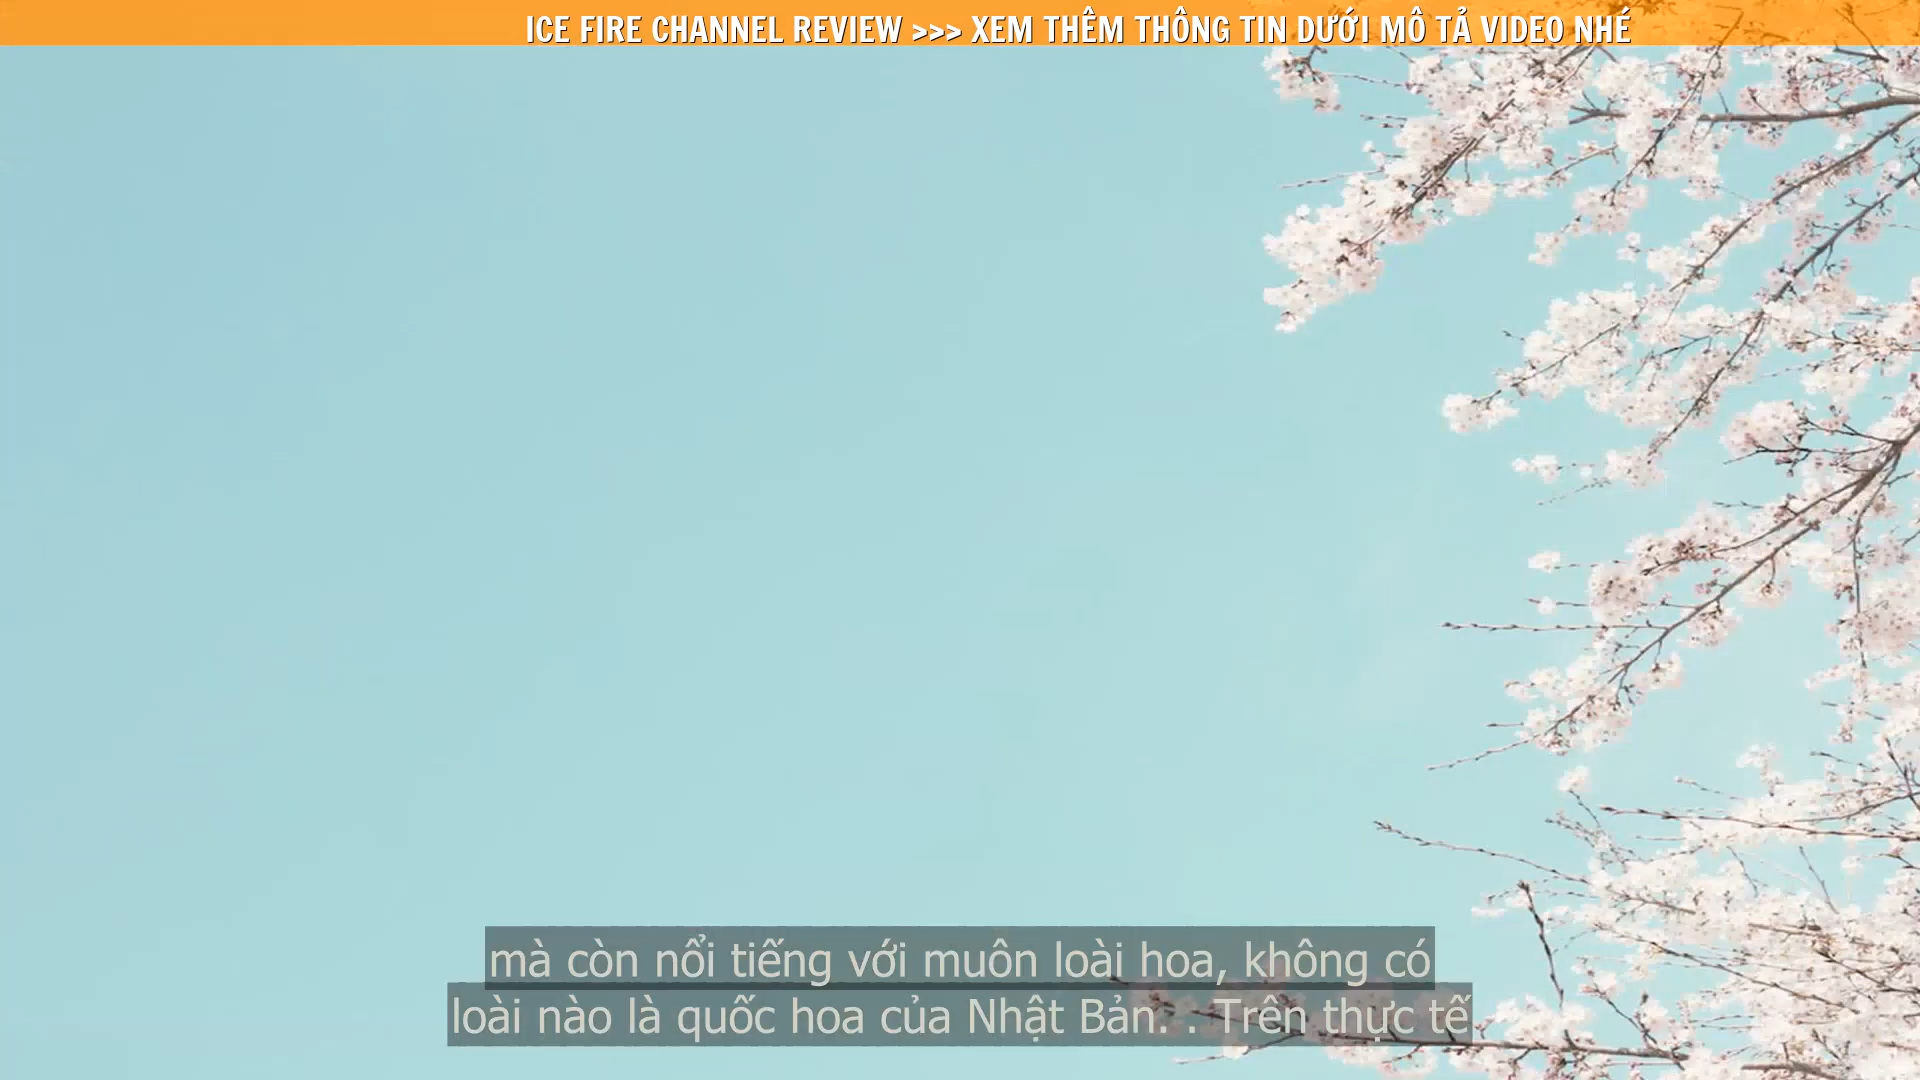 ICE FIRE CHANNEL REVIEW >>> XEM THÊM THÔNG TIN DƯỚI MÔ TẢ VIDEO NHÉ
mà còn nổi tiếng với muôn loài hoa, không có
loài nào là quốc hoa của Nhật Bản. . Trên thực tế